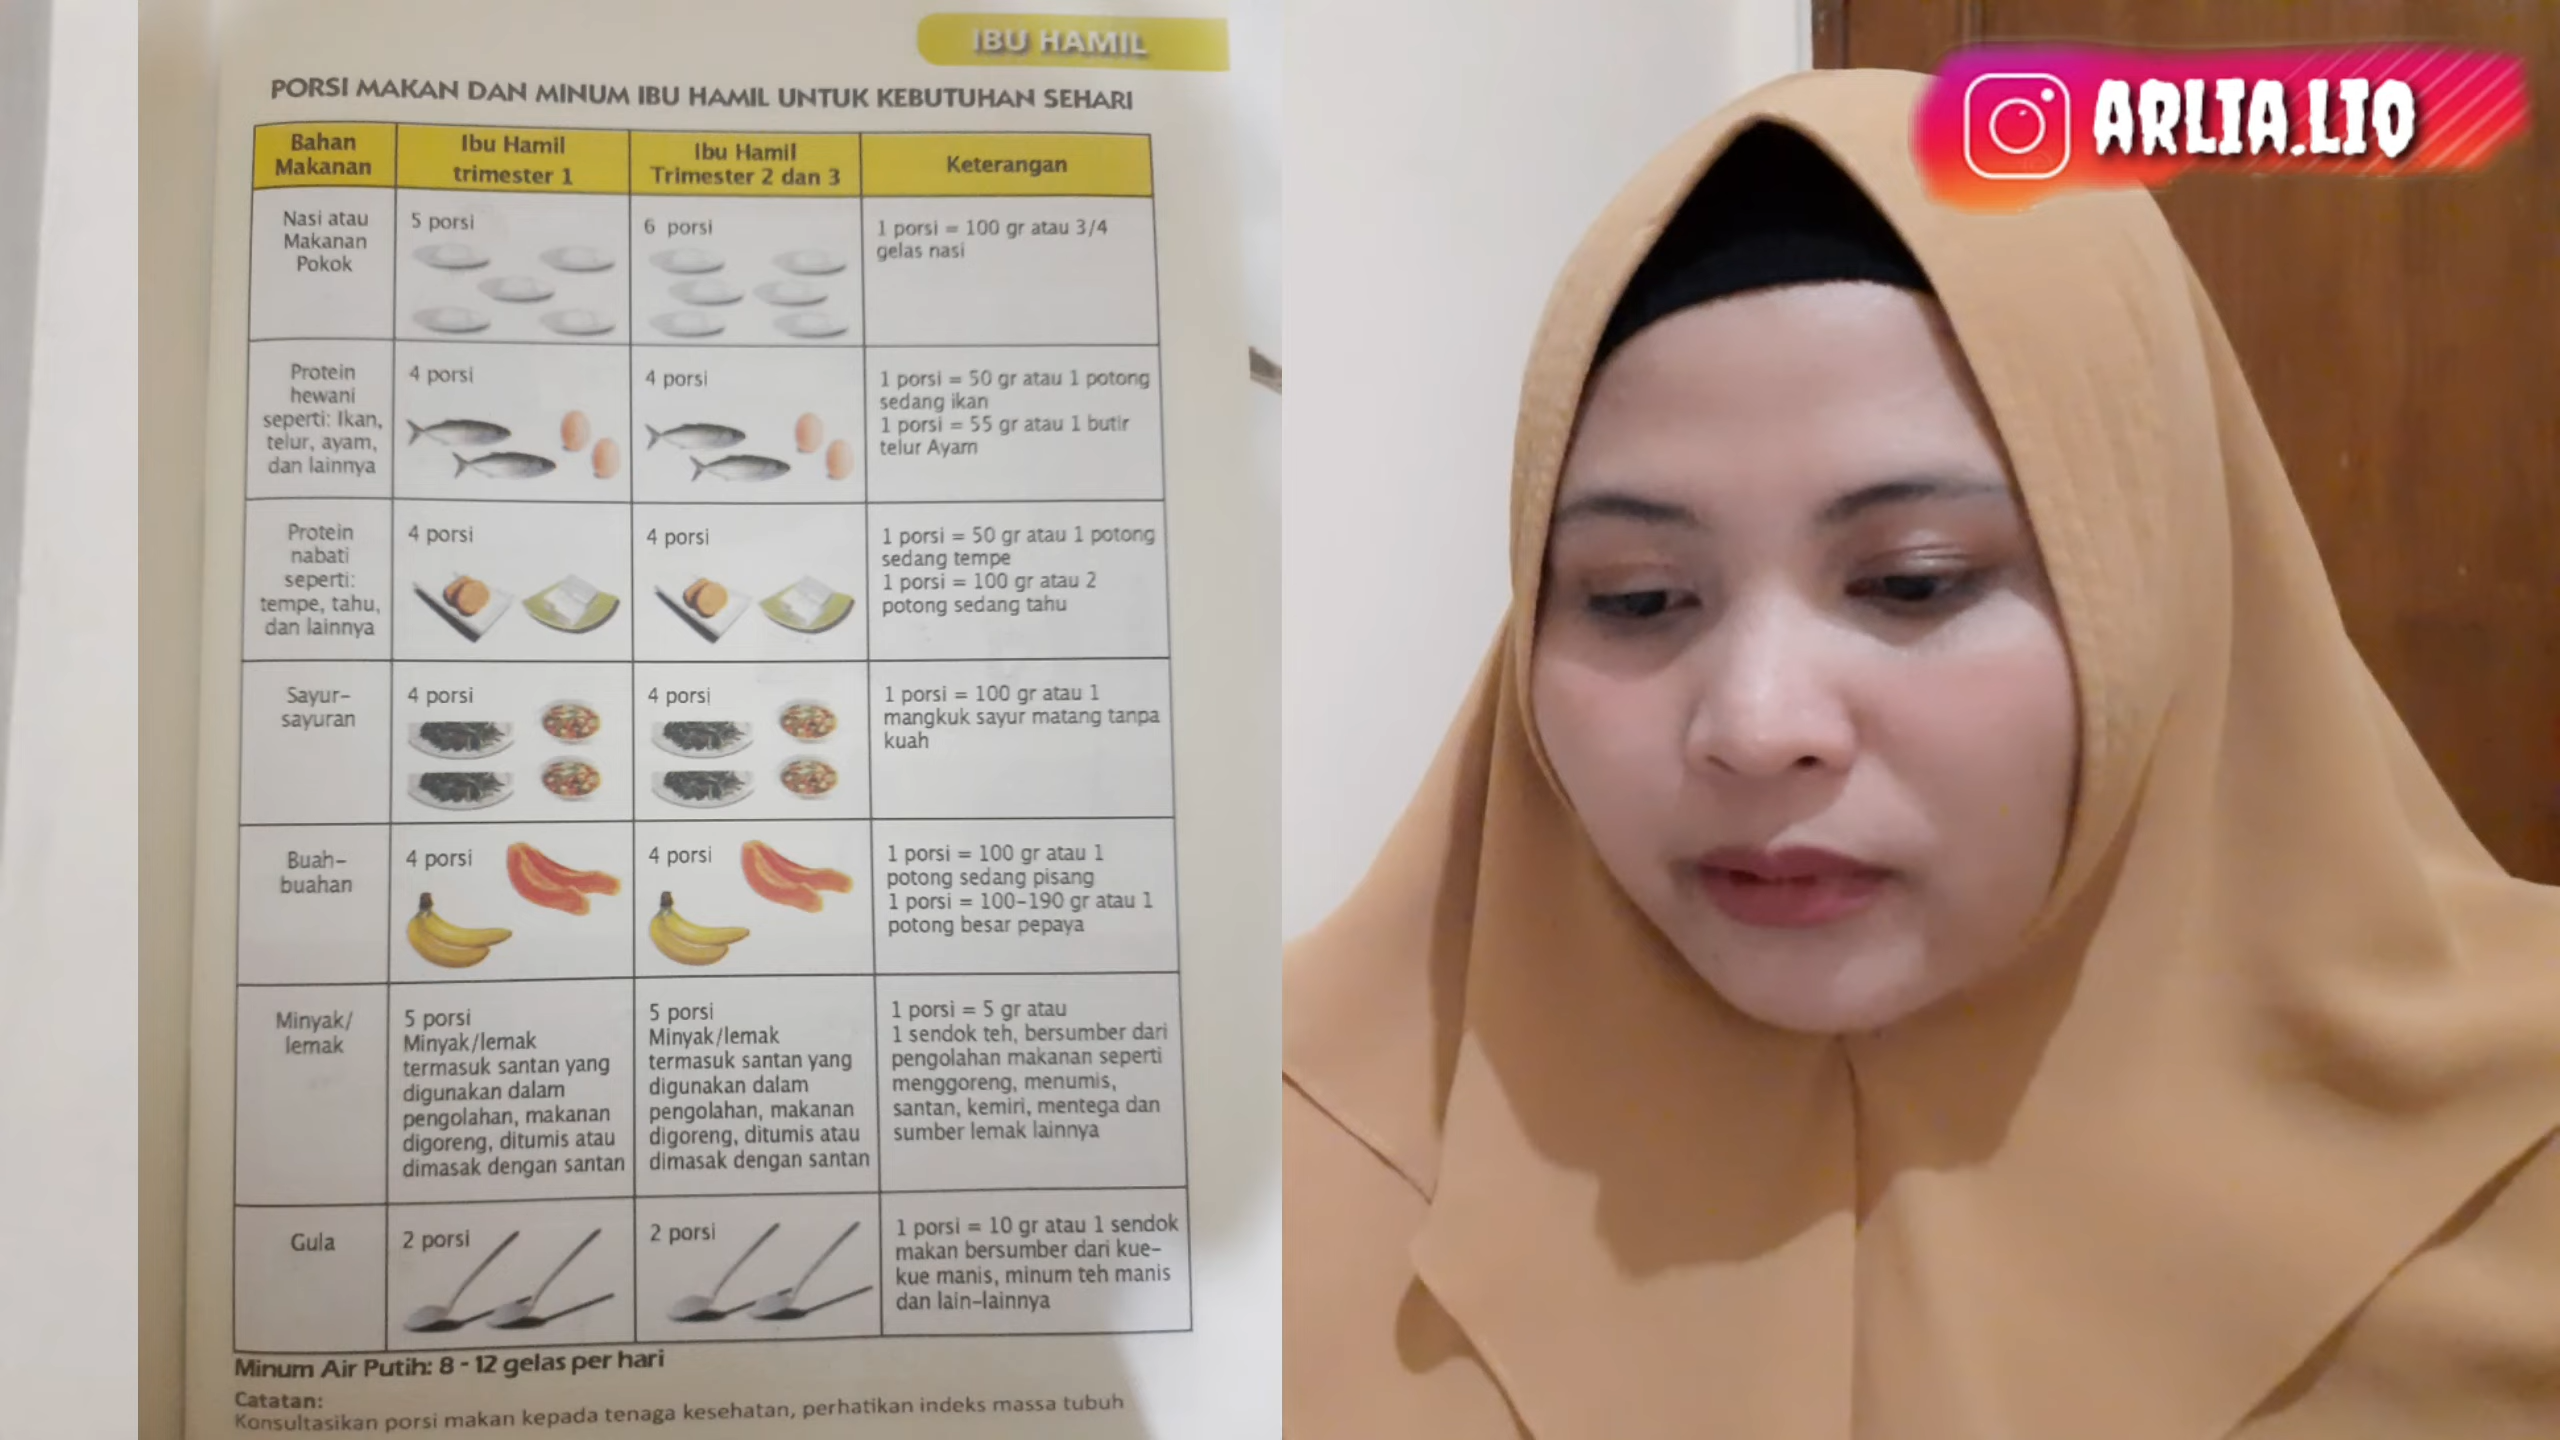 IBU HAMIL
PORSI MAKAN DAN MINUM IBU HAMIL UNTUK KEBUTUHAN SEHARI
Bahan
Makanan
Ibu Hamil
trimester 1
Ibu Hamil
Trimester 2 dan 3
Keterangan
Nasi atau
Makanan
Pokok
5 porsi
6 porsi
1 porsi = 100 gr atau 3/4
gelas nasi
Protein
hewani
seperti: Ikan,
telur, ayam,
dan lainnya
4 porsi
4 porsi
1 porsi = 50 gr atau 1 potong
sedang ikan
1 porsi = 55 gr atau 1 butir
telur Ayam
Protein
nabati
seperti:
tempe, tahu,
dan lainnya
4 porsi
4 porsi
1 porsi = 50 gr atau 1 potong
sedang tempe
1 porsi = 100 gr atau 2
potong sedang tahu
Sayur-
sayuran
4 porsi
4 porsi
1 porsi = 100 gr atau 1
mangkuk sayur matang tanpa
kuah
Buah-
buahan
4 porsi
4 porsi
1 porsi = 100 gr atau 1
potong sedang pisang
1 porsi = 100-190 gr atau 1
potong besar pepaya
Minyak/
lemak
5 porsi
Minyak/lemak
termasuk santan yang
digunakan dalam
pengolahan, makanan
digoreng, ditumis atau
dimasak dengan santan
5 porsi
Minyak/lemak
termasuk santan yang
digunakan dalam
pengolahan, makanan
digoreng, ditumis atau
dimasak dengan santan
1 porsi = 5 gr atau
1 sendok teh, bersumber dari
pengolahan makanan seperti
menggoreng, menumis,
santan, kemiri, mentega dan
sumber lemak lainnya
Gula
2 porsi
2 porsi
1 porsi = 10 gr atau 1 sendok
makan bersumber dari kue-
kue manis, minum teh manis
dan lain-lainnya
Minum Air Putih: 8 - 12 gelas per hari
Catatan:
Konsultasikan porsi makan kepada tenaga kesehatan, perhatikan indeks massa tubuh
ARLIA.LIO